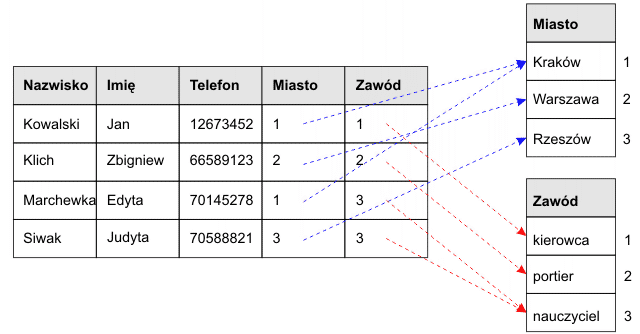 Miasto
Kraków 1
Warszawa 2
Rzeszów 3
Nazwisko Imię Telefon Miasto Zawód
Kowalski Jan 12673452 1 1
Klich Zbigniew 66589123 2 2
Marchewka Edyta 70145278 1 3
Siwak Judyta 70588821 3 3
Zawód
kierowca 1
portier 2
nauczyciel 3